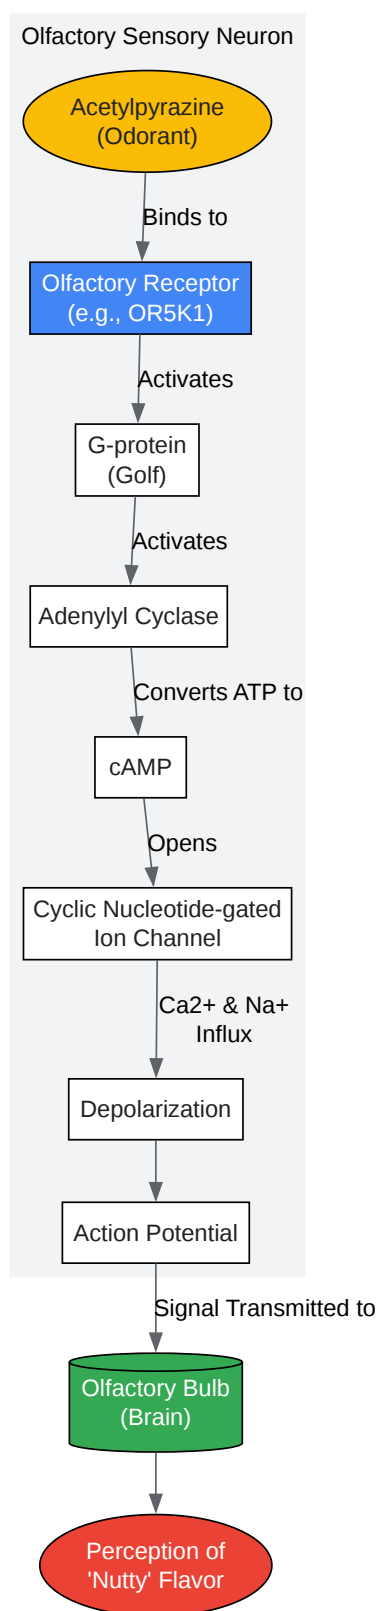 Olfactory Sensory Neuron
Acetylpyrazine
(Odorant)
Binds to
Olfactory Receptor
(e.g., OR5K1)
Activates
G-protein
(Golf)
Activates
Adenylyl Cyclase
Converts ATP to
cAMP
Opens
Cyclic Nucleotide-gated
Ion Channel
Ca2+ & Na+
Influx
Depolarization
Action Potential
Signal Transmitted to
Olfactory Bulb
(Brain)
Perception of
'Nutty' Flavor